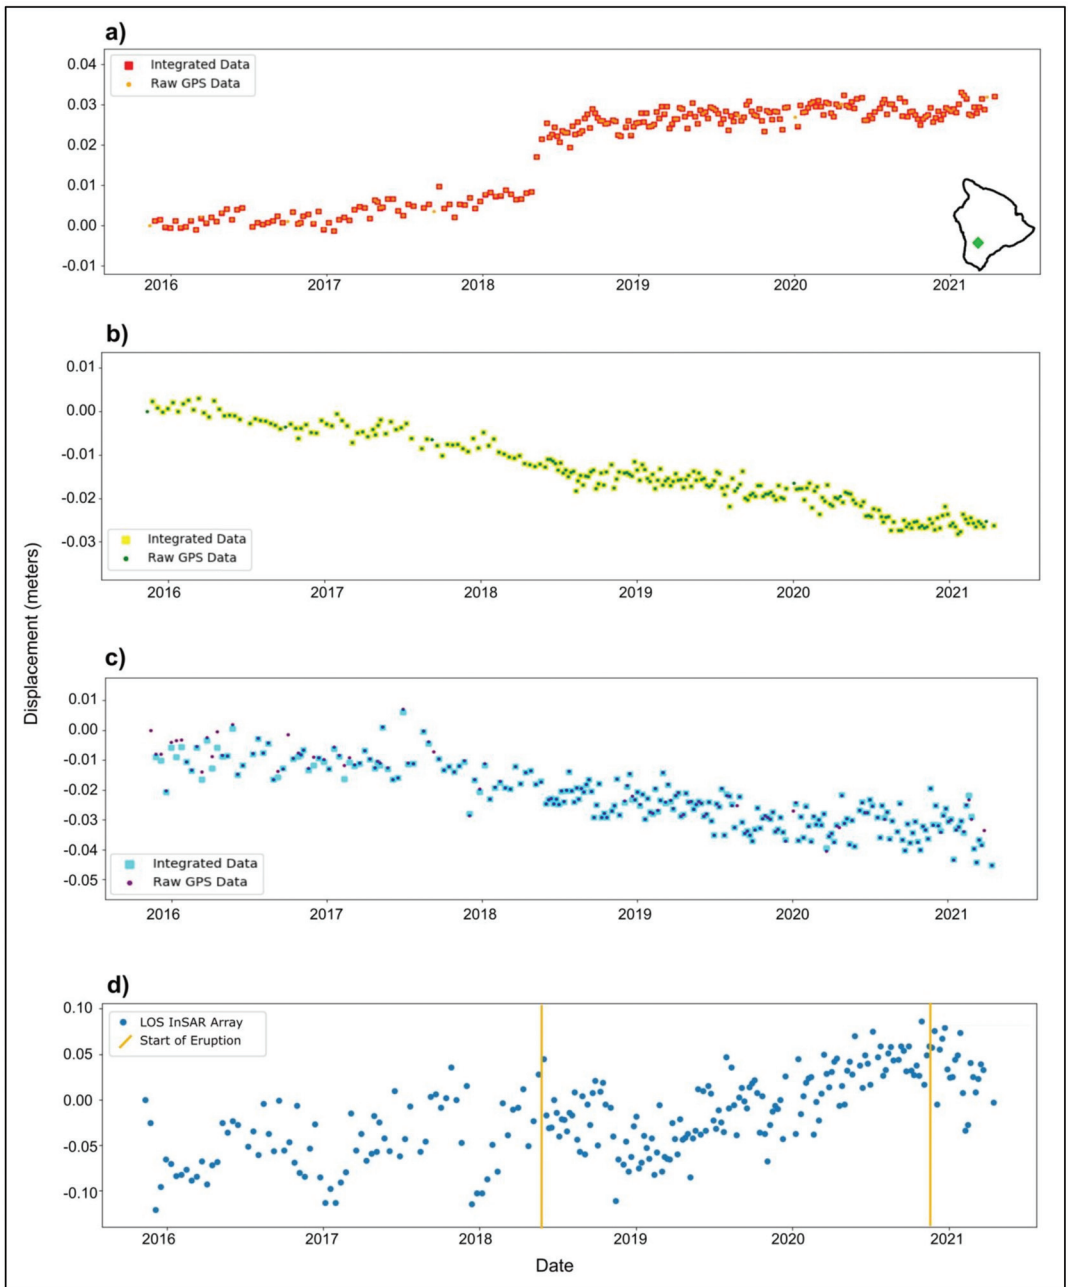 a)
0.04
0.03
0.02
0.01
0.00
-0.01
Integrated Data
Raw GPS Data
2016 2017 2018 2019 2020 2021
b)
0.01
0.00
-0.01
-0.02
-0.03
Integrated Data
Raw GPS Data
2016 2017 2018 2019 2020 2021
Displacement (meters)
c)
0.01
0.00
-0.01
-0.02
-0.03
-0.04
-0.05
Integrated Data
Raw GPS Data
2016 2017 2018 2019 2020 2021
d)
0.10
0.05
0.00
-0.05
-0.10
LOS InSAR Array
Start of Eruption
2016 2017 2018 2019 2020 2021
Date